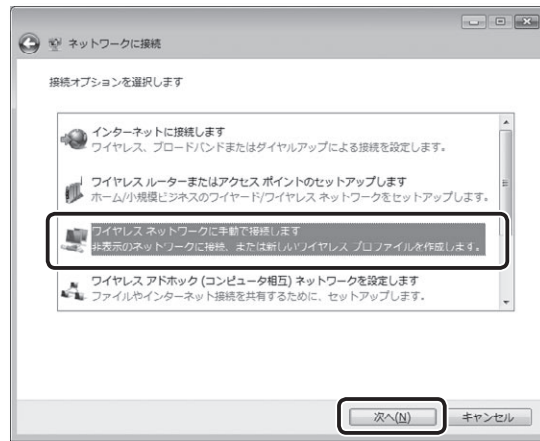 ネットワークに接続
接続オプションを選択します
インターネットに接続します
ワイヤレス、ブロードバンドまたはダイヤルアップによる接続を設定します。
ワイヤレス ルーターまたはアクセス ポイントのセットアップします
ホーム/小規模ビジネスのワイヤード/ワイヤレス ネットワークをセットアップします。
ワイヤレス ネットワークに手動で接続します
非表示のネットワークに接続、または新しいワイヤレス プロファイルを作成します。
ワイヤレス アドホック (コンピュータ相互) ネットワークを設定します
ファイルやインターネット接続を共有するために、セットアップします。
次へ(N)
キャンセル